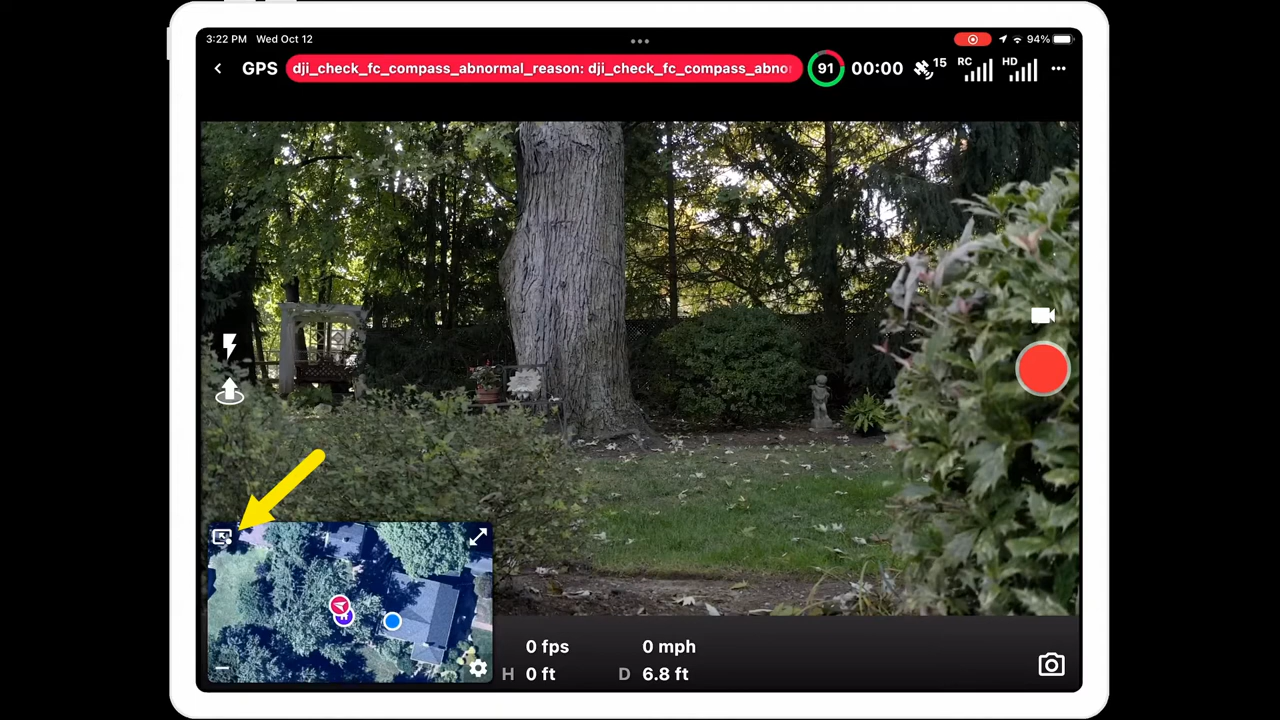 3:22 PM Wed Oct 12
94%
GPS
dji_check_fc_compass_abnormal_reason: dji_check_fc_compass_abno
91
00:00
15
RC
HD
0 fps
0 mph
H 0 ft
D 6.8 ft